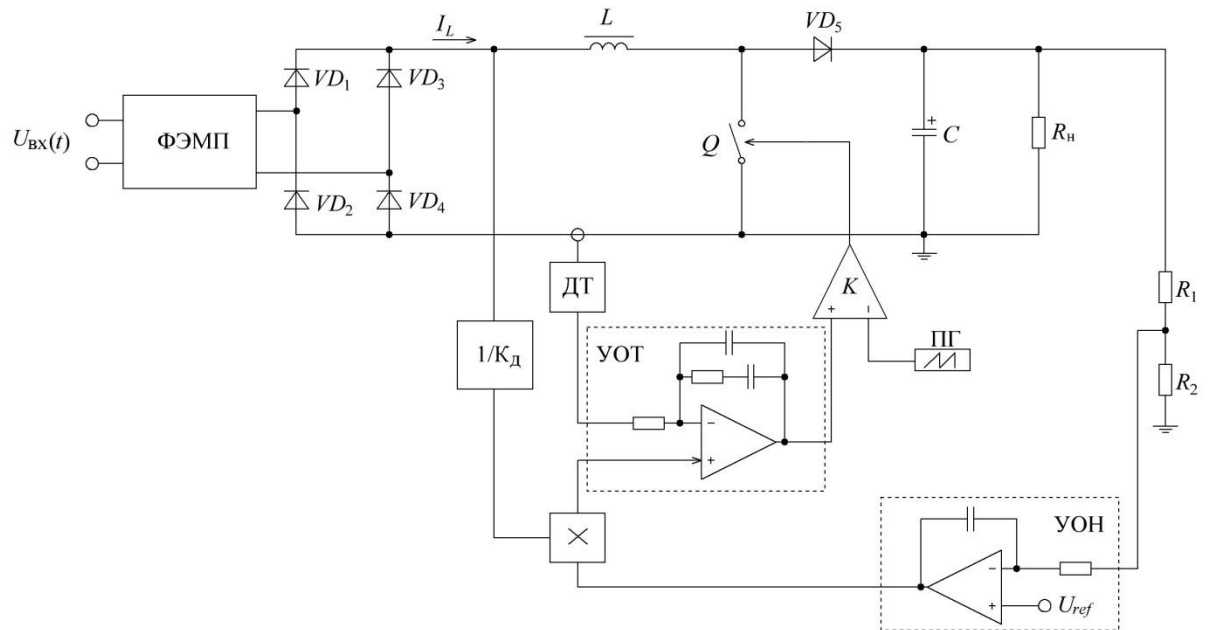 I_L
L
VD₅
VD₁
VD₃
U_вх(t)
ФЭМП
Q
+
C
R_н
VD₂
VD₄
ДТ
K
+ −
R₁
1/К_Д
УОТ
ПГ
R₂
−
+
×
УОН
−
+
U_ref